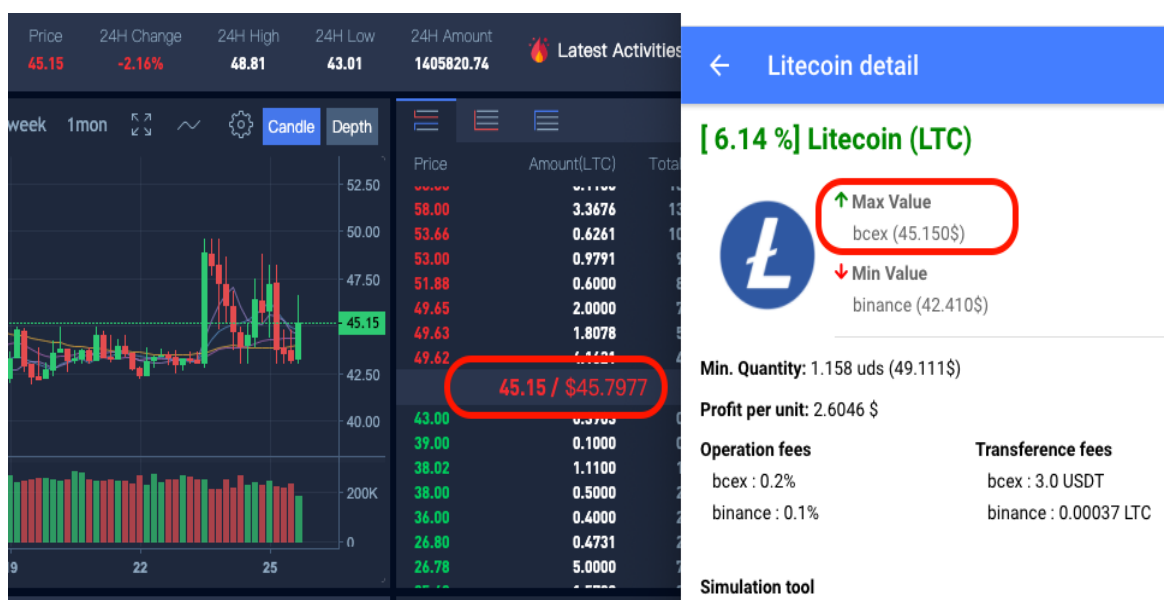 Price 24H Change 24H High 24H Low 24H Amount
45.15 -2.16% 48.81 43.01 1405820.74
Latest Activities
week 1mon Candle Depth
52.50
50.00
47.50
45.15
42.50
40.00
200K
0
22 25
Price Amount(LTC) Total
58.00 3.3676
53.66 0.6261
53.00 0.9791
51.88 0.6000
49.65 2.0000
49.63 1.8078
49.62
45.15 / $45.7977
43.00
39.00 0.1000
38.02 1.1100
38.00 0.5000
36.00 0.4000
26.80 0.4731
26.78 5.0000
Litecoin detail
[ 6.14 %] Litecoin (LTC)
Max Value
bcex (45.150$)
Min Value
binance (42.410$)
Min. Quantity: 1.158 uds (49.111$)
Profit per unit: 2.6046 $
Operation fees Transference fees
bcex : 0.2% bcex : 3.0 USDT
binance : 0.1% binance : 0.00037 LTC
Simulation tool